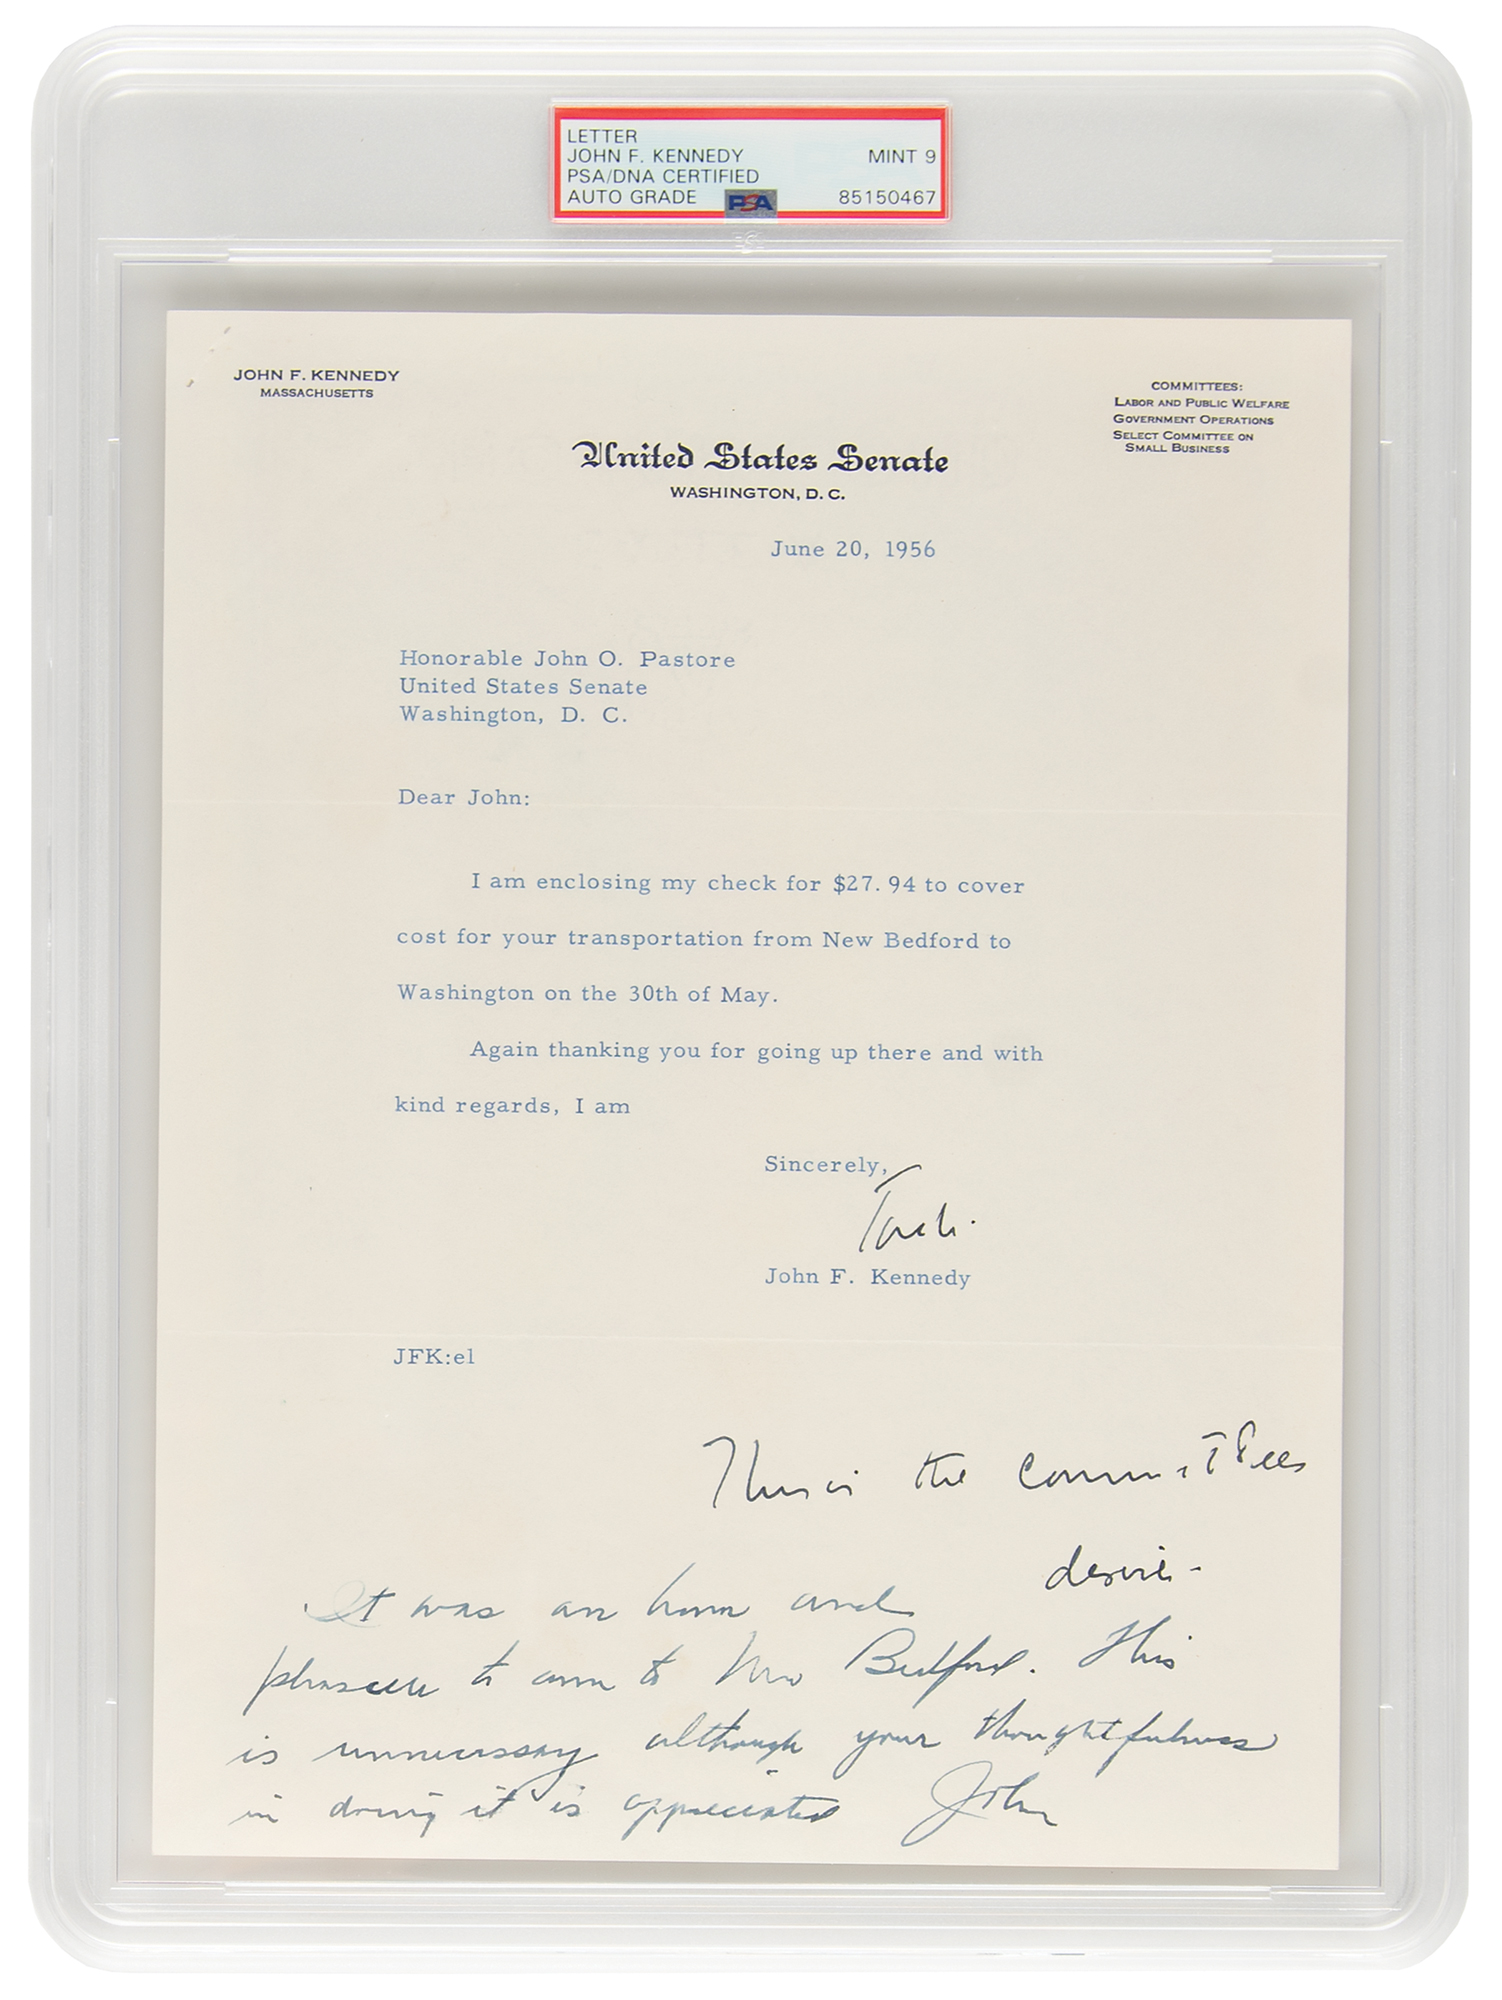 LETTER
JOHN F. KENNEDY MINT 9
PSA/DNA CERTIFIED
AUTO GRADE PSA 85150467
JOHN F. KENNEDY
MASSACHUSETTS
COMMITTEES:
LABOR AND PUBLIC WELFARE
GOVERNMENT OPERATIONS
SELECT COMMITTEE ON
SMALL BUSINESS
United States Senate
WASHINGTON, D. C.
June 20, 1956
Honorable John O. Pastore
United States Senate
Washington, D. C.
Dear John:
I am enclosing my check for $27.94 to cover
cost for your transportation from New Bedford to
Washington on the 30th of May.
Again thanking you for going up there and with
kind regards, I am
Sincerely,
Jack.
John F. Kennedy
JFK:el
This is the committees
desire -
It was an honor and
pleasure to come to New Bedford. This
is unnecessary although your thoughtfulness
in doing it is appreciated John